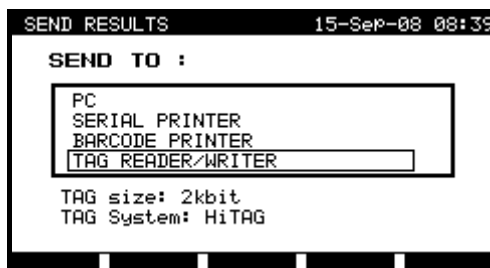 SEND RESULTS 15-Sep-08 08:39
SEND TO :
PC
SERIAL PRINTER
BARCODE PRINTER
TAG READER/WRITER
TAG size: 2kbit
TAG System: HiTAG